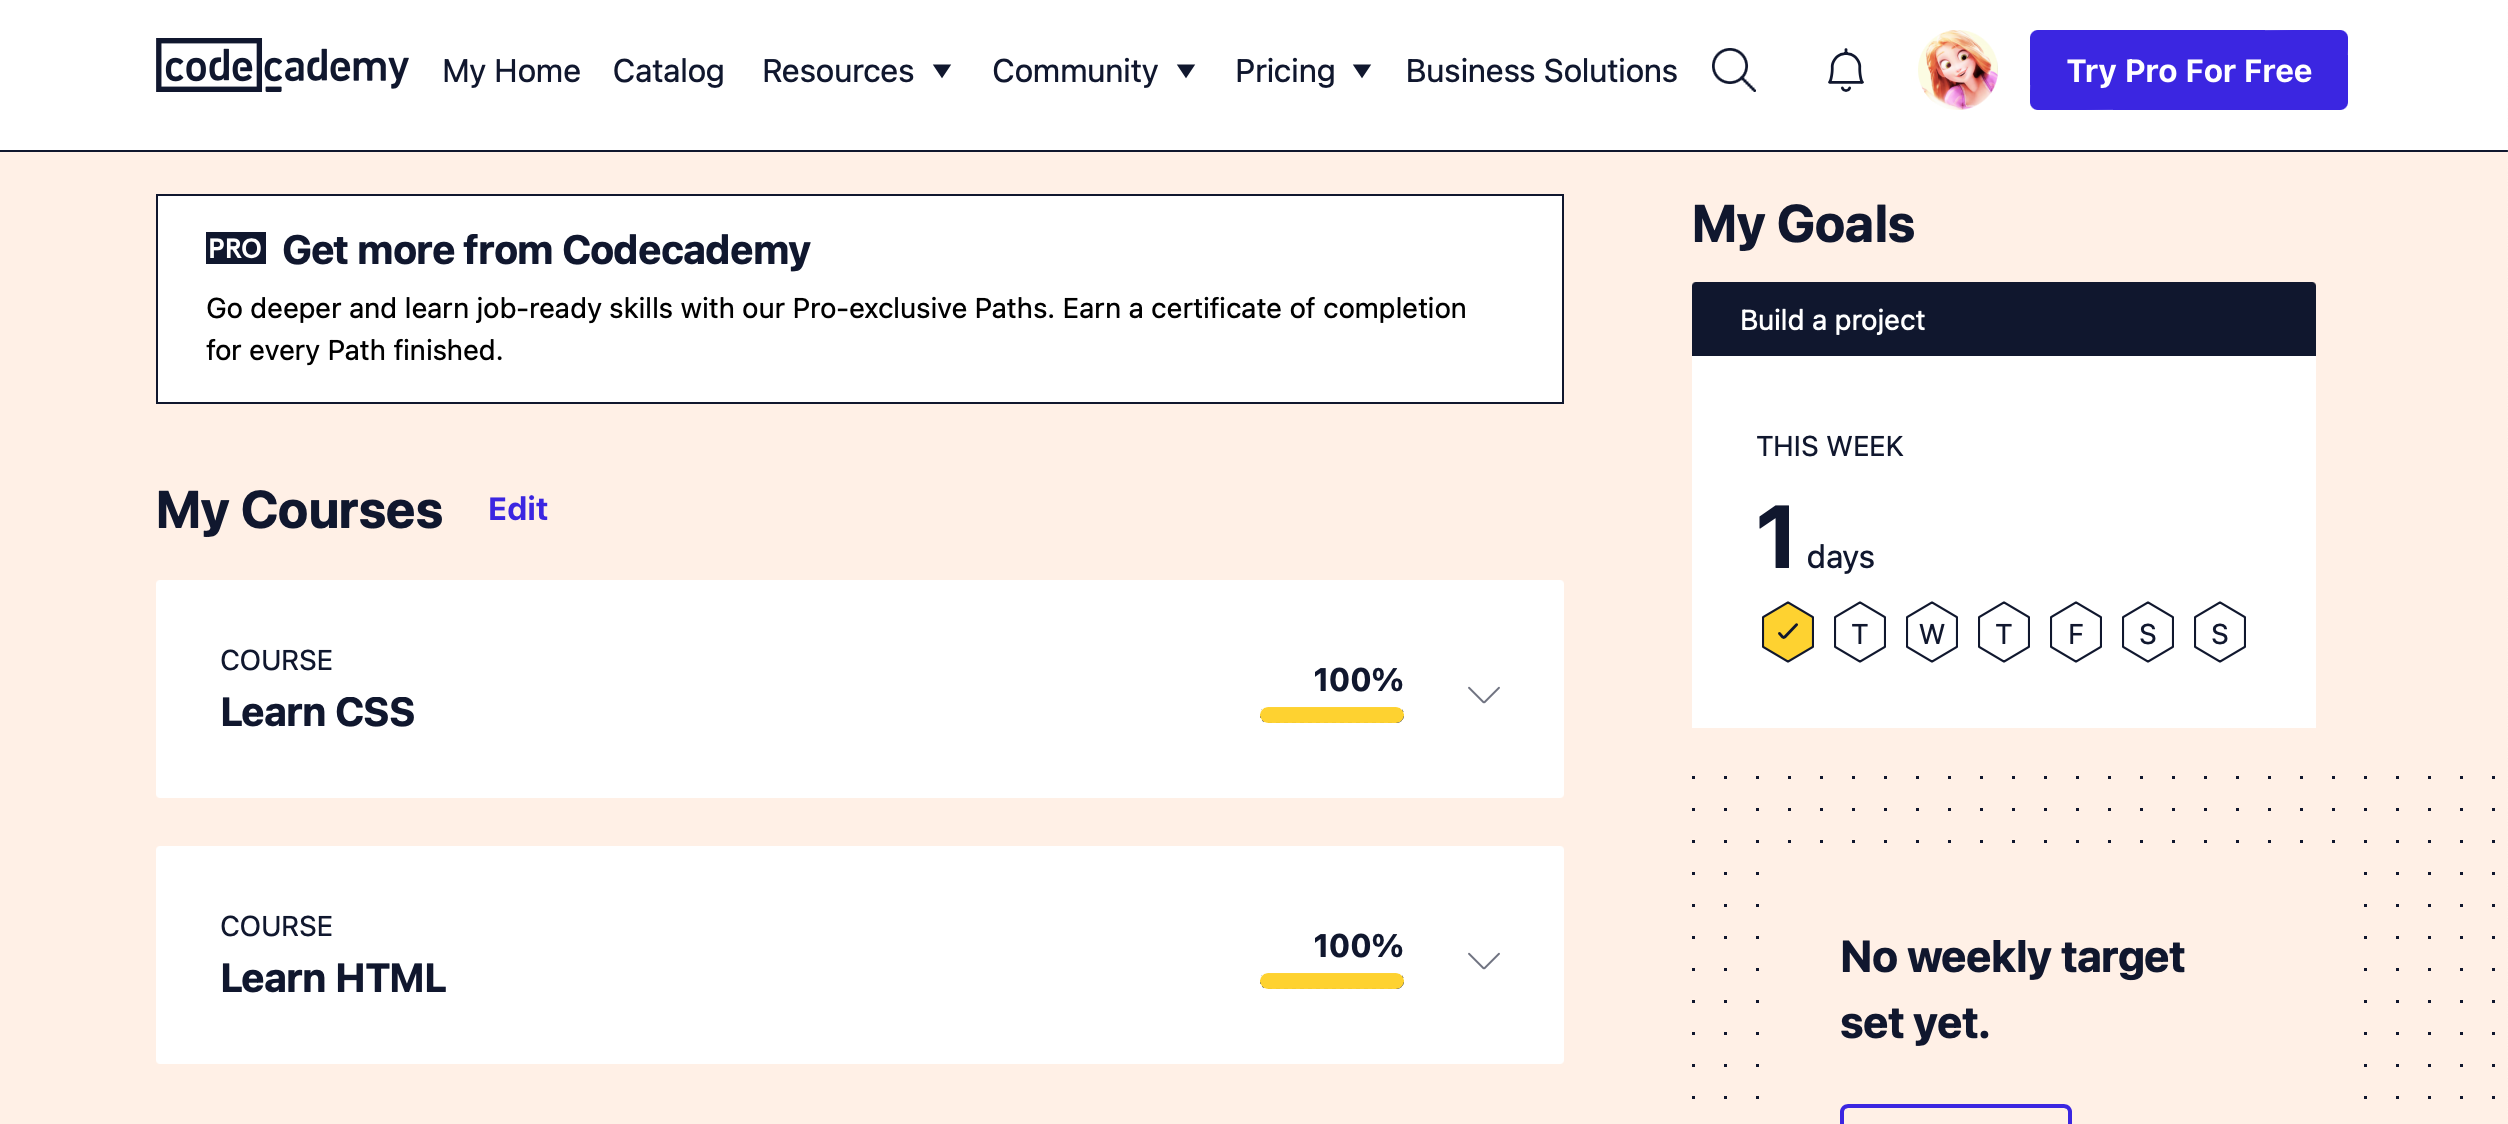 codecademy My Home Catalog Resources Community Pricing Business Solutions Try Pro For Free
PRO Get more from Codecademy
Go deeper and learn job-ready skills with our Pro-exclusive Paths. Earn a certificate of completion
for every Path finished.
My Courses Edit
COURSE
Learn CSS
100%
COURSE
Learn HTML
100%
My Goals
Build a project
THIS WEEK
1 days
T W T F S S
No weekly target
set yet.